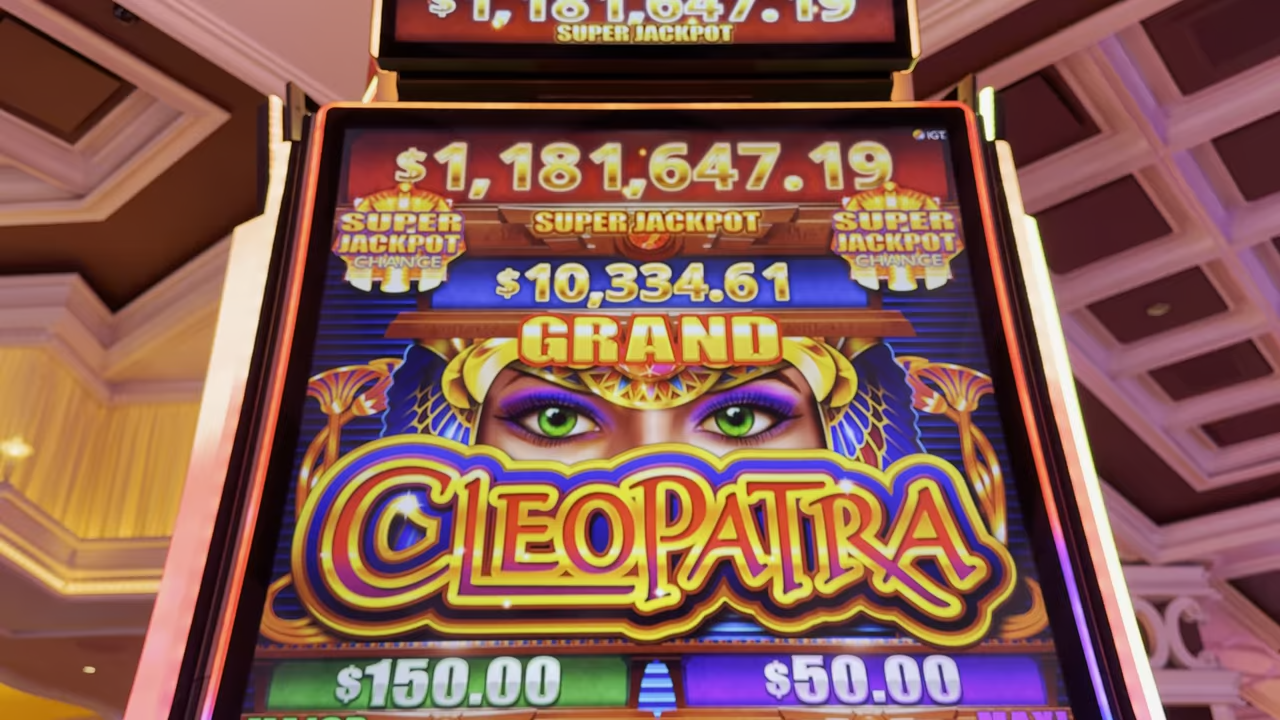 $1,181,647.19
SUPER JACKPOT
IGT
$1,181,647.19
SUPER JACKPOT CHANCE
SUPER JACKPOT
SUPER JACKPOT CHANCE
$10,334.61
GRAND
CLEOPATRA
$150.00
$50.00
MAJOR